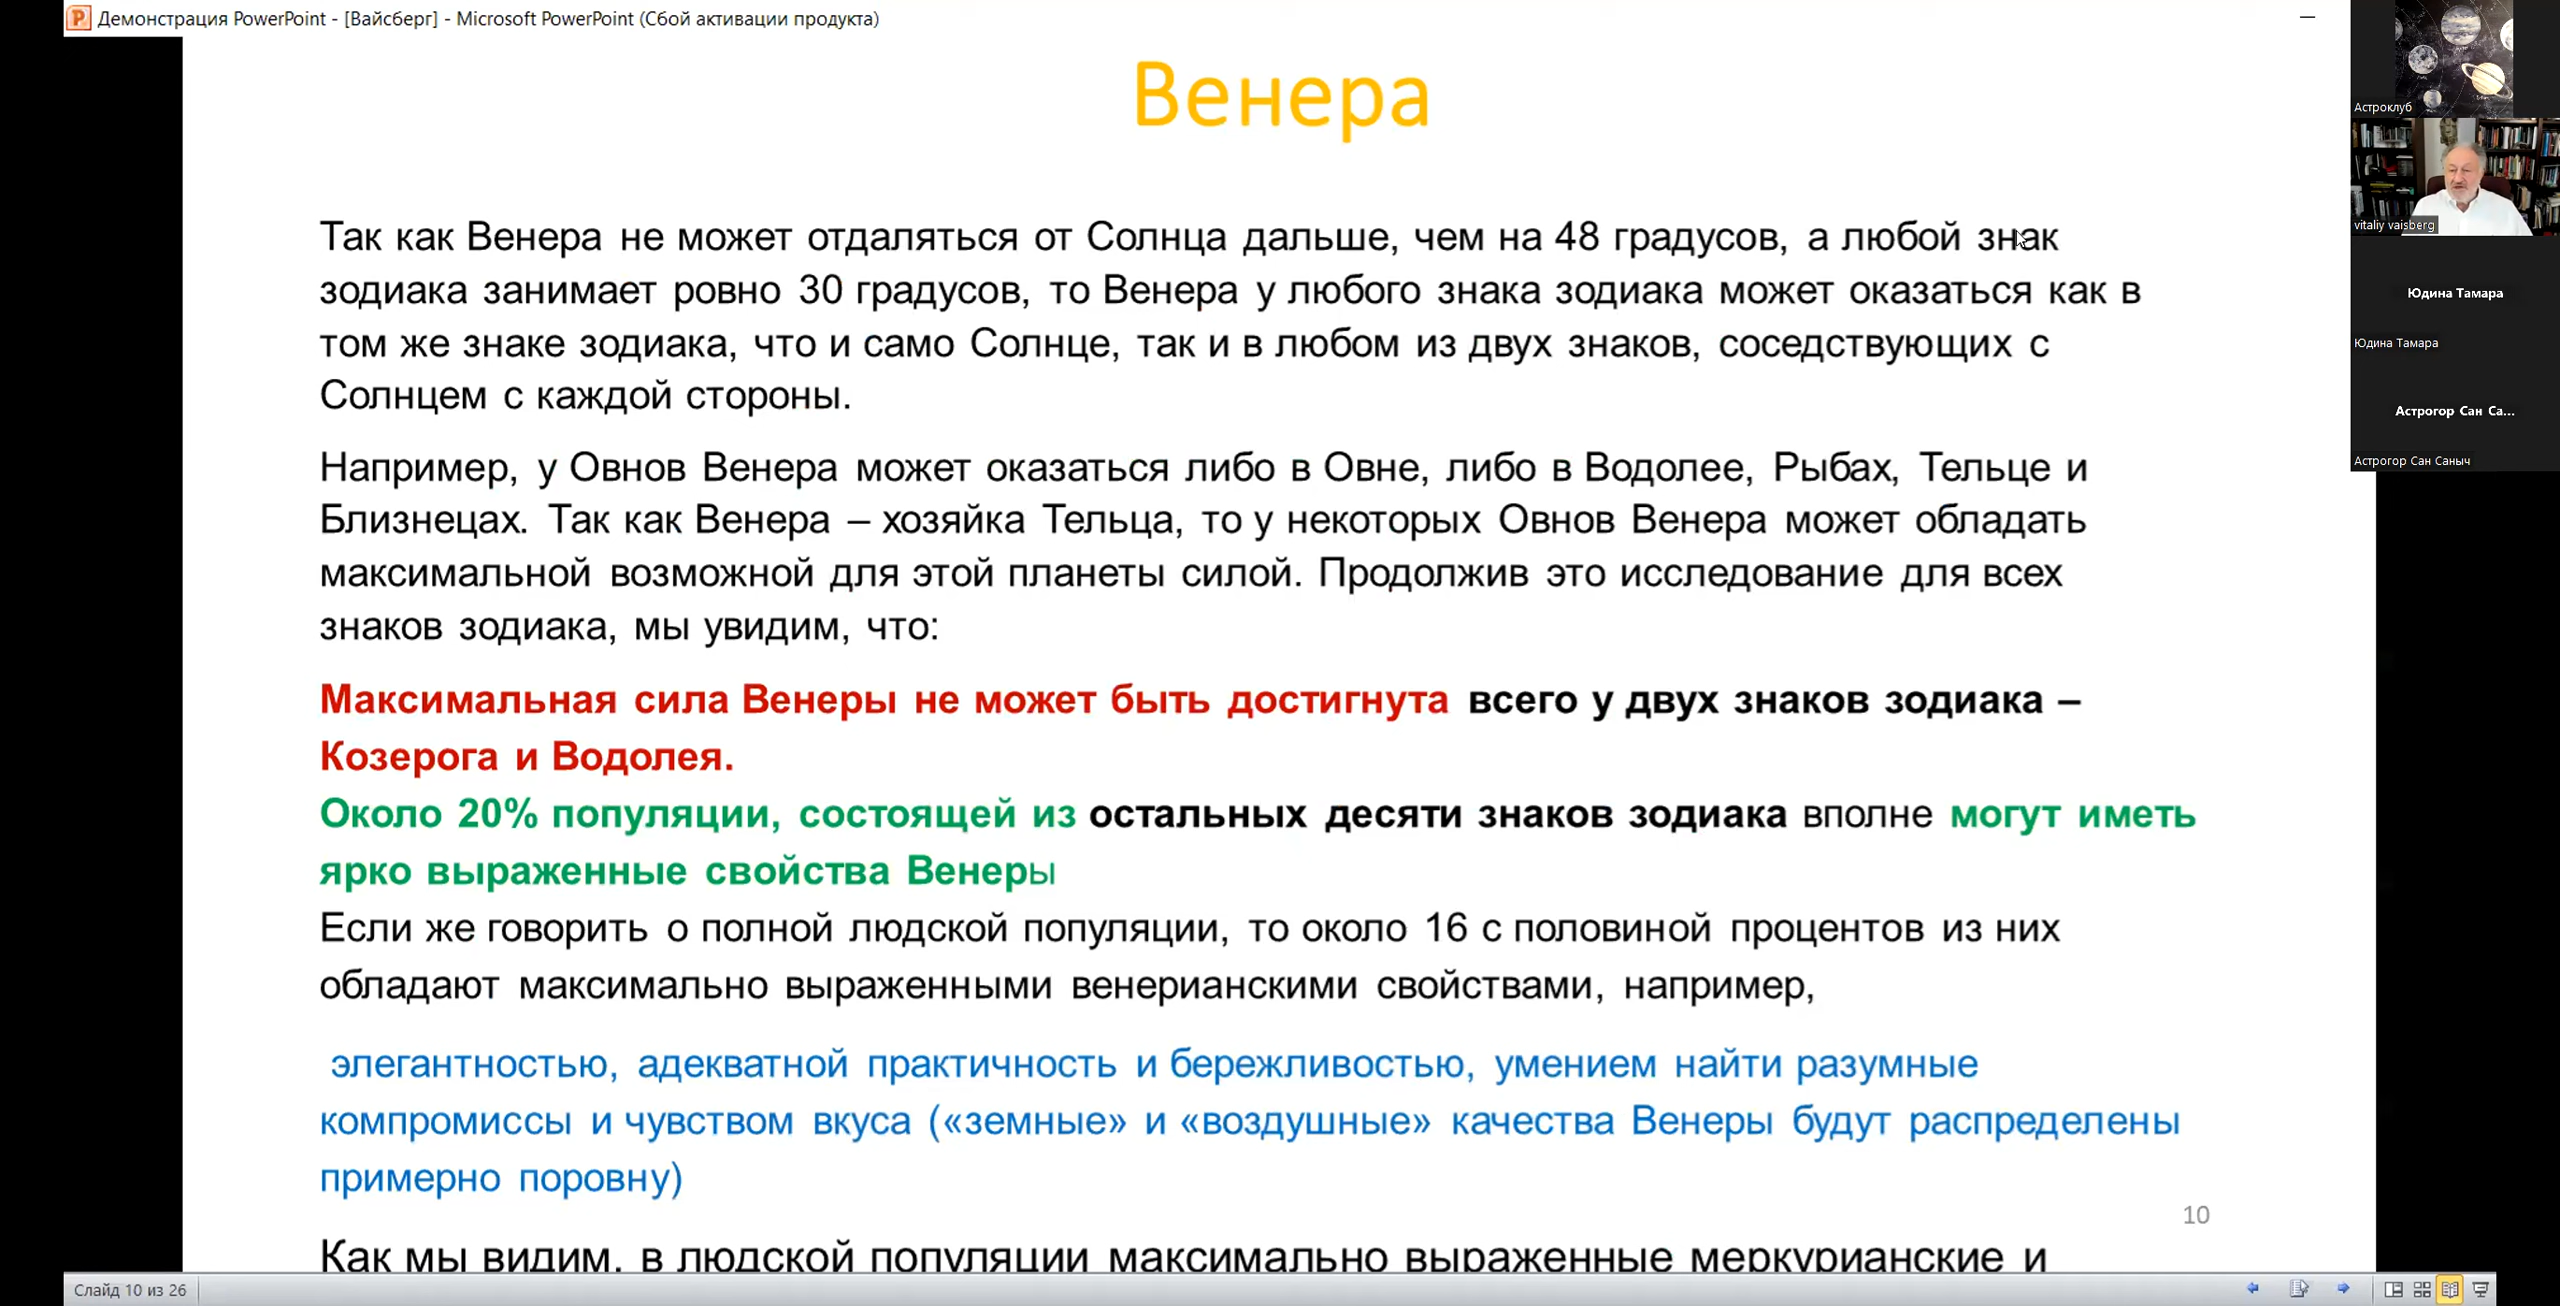 Демонстрация PowerPoint - [Вайсберг] - Microsoft PowerPoint (Сбой активации продукта)
Венера
Так как Венера не может отдаляться от Солнца дальше, чем на 48 градусов, а любой знак
зодиака занимает ровно 30 градусов, то Венера у любого знака зодиака может оказаться как в
том же знаке зодиака, что и само Солнце, так и в любом из двух знаков, соседствующих с
Солнцем с каждой стороны.
Например, у Овнов Венера может оказаться либо в Овне, либо в Водолее, Рыбах, Тельце и
Близнецах. Так как Венера – хозяйка Тельца, то у некоторых Овнов Венера может обладать
максимальной возможной для этой планеты силой. Продолжив это исследование для всех
знаков зодиака, мы увидим, что:
Максимальная сила Венеры не может быть достигнута всего у двух знаков зодиака –
Козерога и Водолея.
Около 20% популяции, состоящей из остальных десяти знаков зодиака вполне могут иметь
ярко выраженные свойства Венеры
Если же говорить о полной людской популяции, то около 16 с половиной процентов из них
обладают максимально выраженными венерианскими свойствами, например,
элегантностью, адекватной практичность и бережливостью, умением найти разумные
компромиссы и чувством вкуса («земные» и «воздушные» качества Венеры будут распределены
примерно поровну)
10
Как мы видим, в людской популяции максимально выраженные меркурианские и
Слайд 10 из 26
Астроклуб
vitaliy vaisberg
Юдина Тамара
Юдина Тамара
Астрогор Сан Са...
Астрогор Сан Саныч